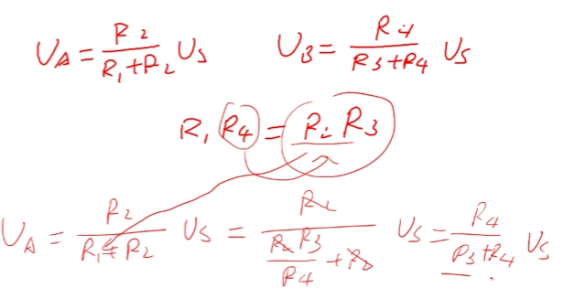 U_A = \frac{R_2}{R_1+R_2} U_S    U_B = \frac{R_4}{R_3+R_4} U_S
R_1 R_4 = R_2 R_3
U_A = \frac{R_2}{R_1+R_2} U_S = \frac{R_2}{\frac{R_2 R_3}{R_4}+R_2} U_S = \frac{R_4}{R_3+R_4} U_S